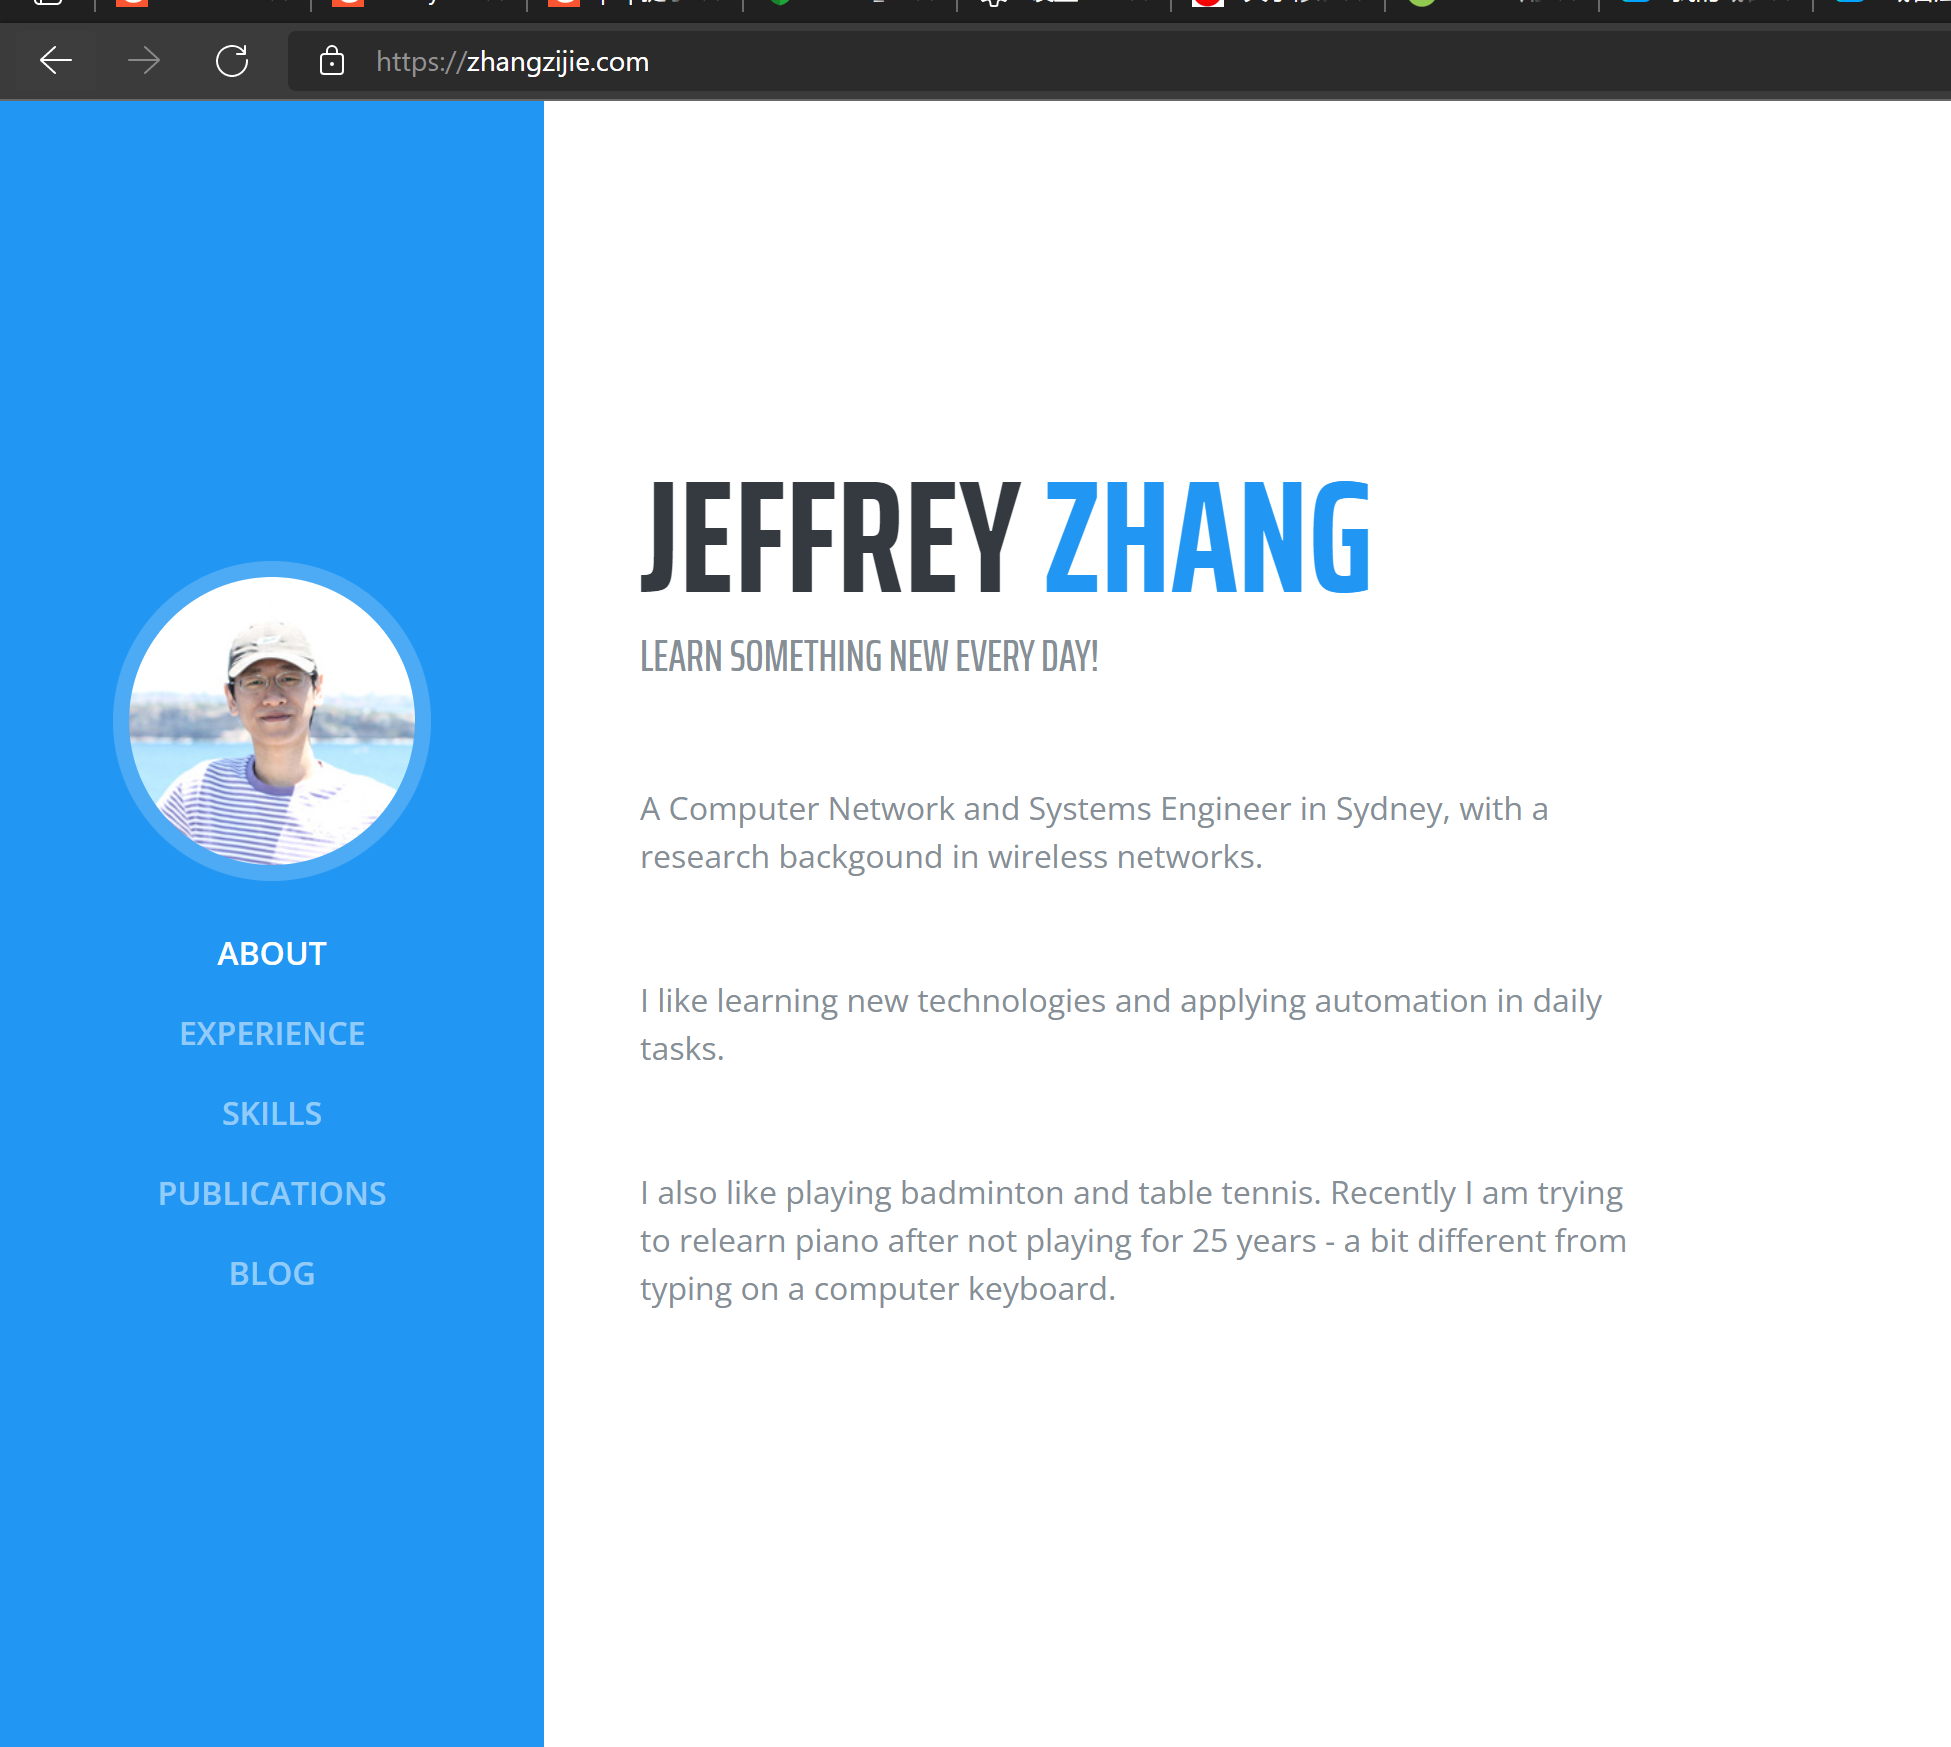 https://zhangzijie.com
JEFFREY ZHANG
LEARN SOMETHING NEW EVERY DAY!
A Computer Network and Systems Engineer in Sydney, with a
research backgound in wireless networks.
I like learning new technologies and applying automation in daily
tasks.
I also like playing badminton and table tennis. Recently I am trying
to relearn piano after not playing for 25 years - a bit different from
typing on a computer keyboard.
ABOUT
EXPERIENCE
SKILLS
PUBLICATIONS
BLOG